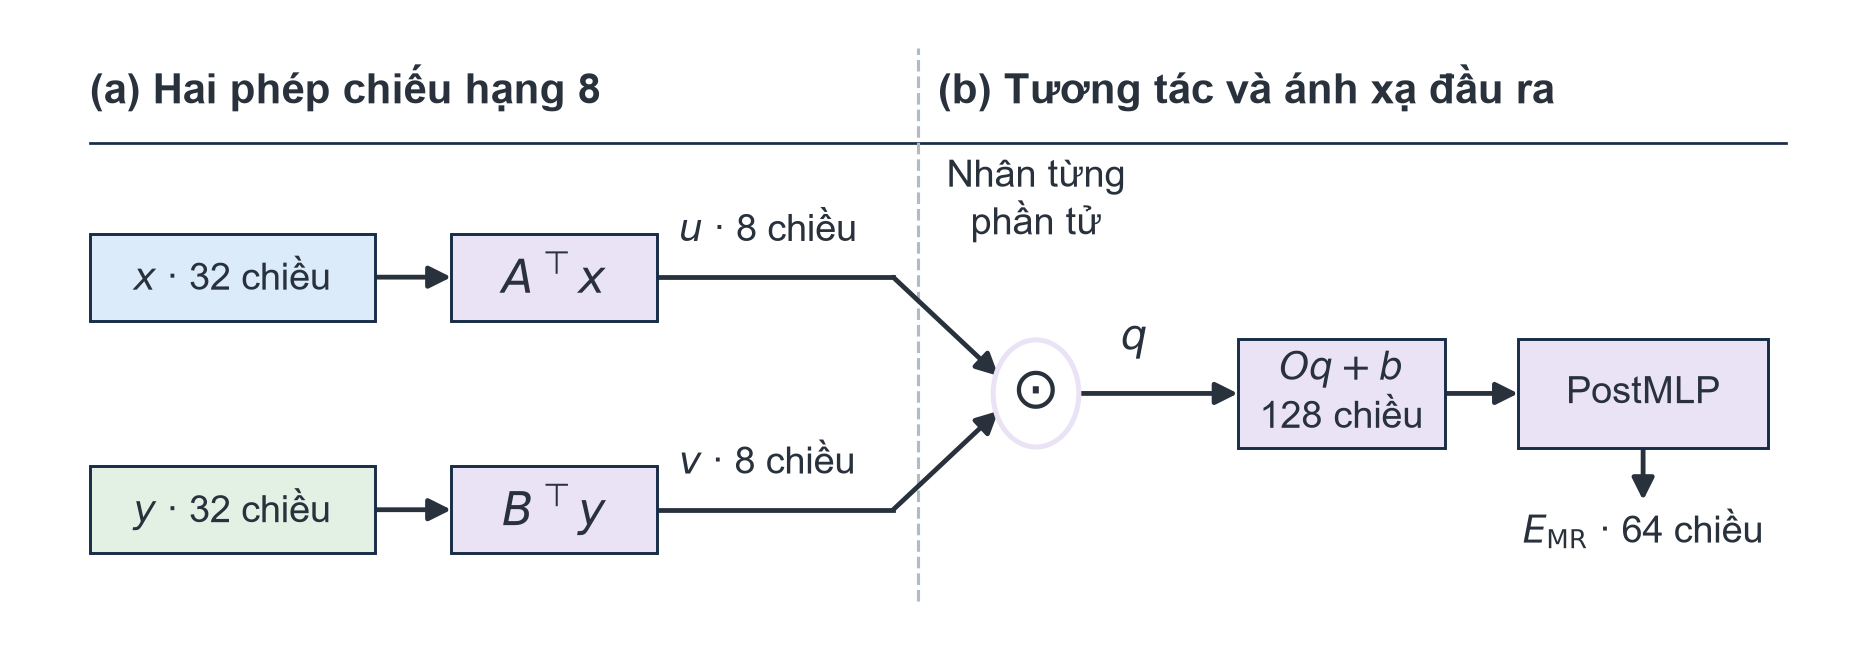 (a) Hai phép chiếu hạng 8
x · 32 chiều
A⊤x
u · 8 chiều
y · 32 chiều
B⊤y
v · 8 chiều
(b) Tương tác và ánh xạ đầu ra
Nhân từng
phần tử
⊙
q
Oq + b
128 chiều
PostMLP
E_MR · 64 chiều